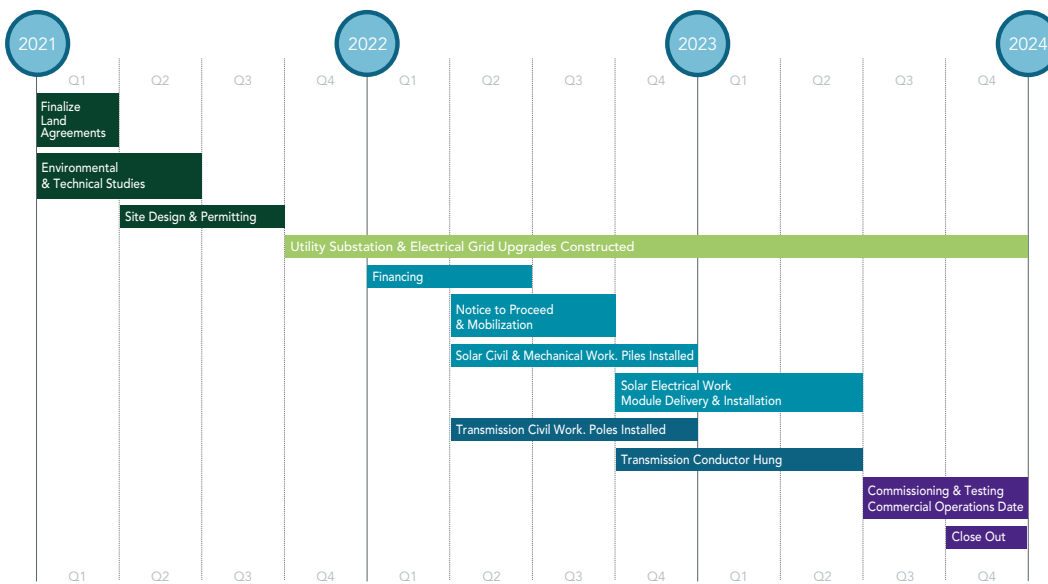 2021
2022
2023
2024
Q1 Q2 Q3 Q4 Q1 Q2 Q3 Q4 Q1 Q2 Q3 Q4
Finalize
Land
Agreements
Environmental
& Technical Studies
Site Design & Permitting
Utility Substation & Electrical Grid Upgrades Constructed
Financing
Notice to Proceed
& Mobilization
Solar Civil & Mechanical Work. Piles Installed
Solar Electrical Work
Module Delivery & Installation
Transmission Civil Work. Poles Installed
Transmission Conductor Hung
Commissioning & Testing
Commercial Operations Date
Close Out
Q1 Q2 Q3 Q4 Q1 Q2 Q3 Q4 Q1 Q2 Q3 Q4